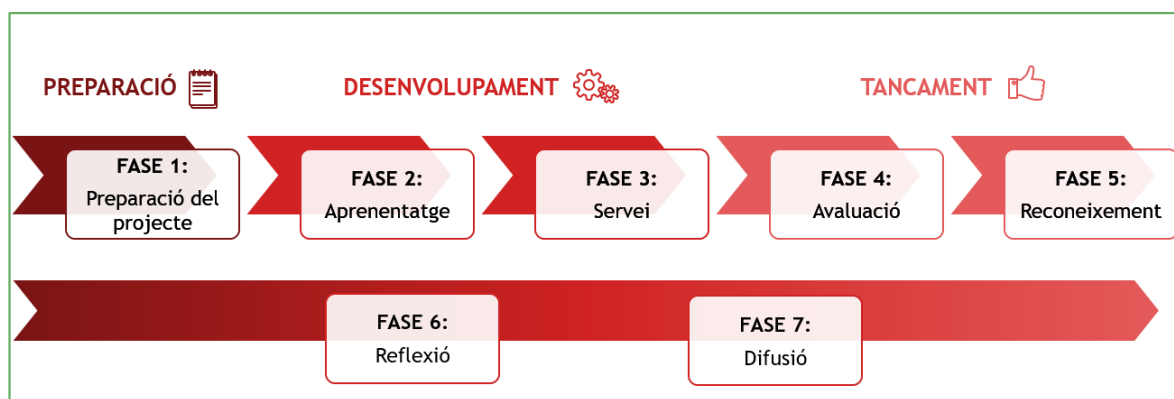 PREPARACIÓ
DESENVOLUPAMENT
TANCAMENT
FASE 1:
Preparació del
projecte
FASE 2:
Aprenentatge
FASE 3:
Servei
FASE 4:
Avaluació
FASE 5:
Reconeixement
FASE 6:
Reflexió
FASE 7:
Difusió